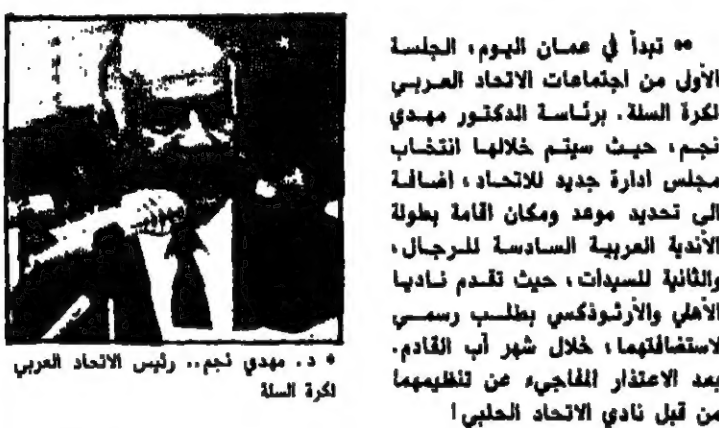 ** تبدأ في عمان اليوم، الجلسة
الأولى من اجتماعات الاتحاد العربي
لكرة السلة، برئاسة الدكتور مهدي
نجم، حيث سيتم خلالها انتخاب
مجلس ادارة جديد للاتحاد، اضافة
الى تحديد موعد ومكان اقامة بطولة
الأندية العربية السادسة للرجال،
والثانية للسيدات، حيث تقدم ناديا
الأهلي والأرثوذكسي بطلب رسمي
لاستضافتهما، خلال شهر آب القادم.
بعد الاعتذار المفاجيء عن تنظيمهما
من قبل نادي الاتحاد الحلبي!
* د. مهدي نجم.. رئيس الاتحاد العربي
لكرة السلة